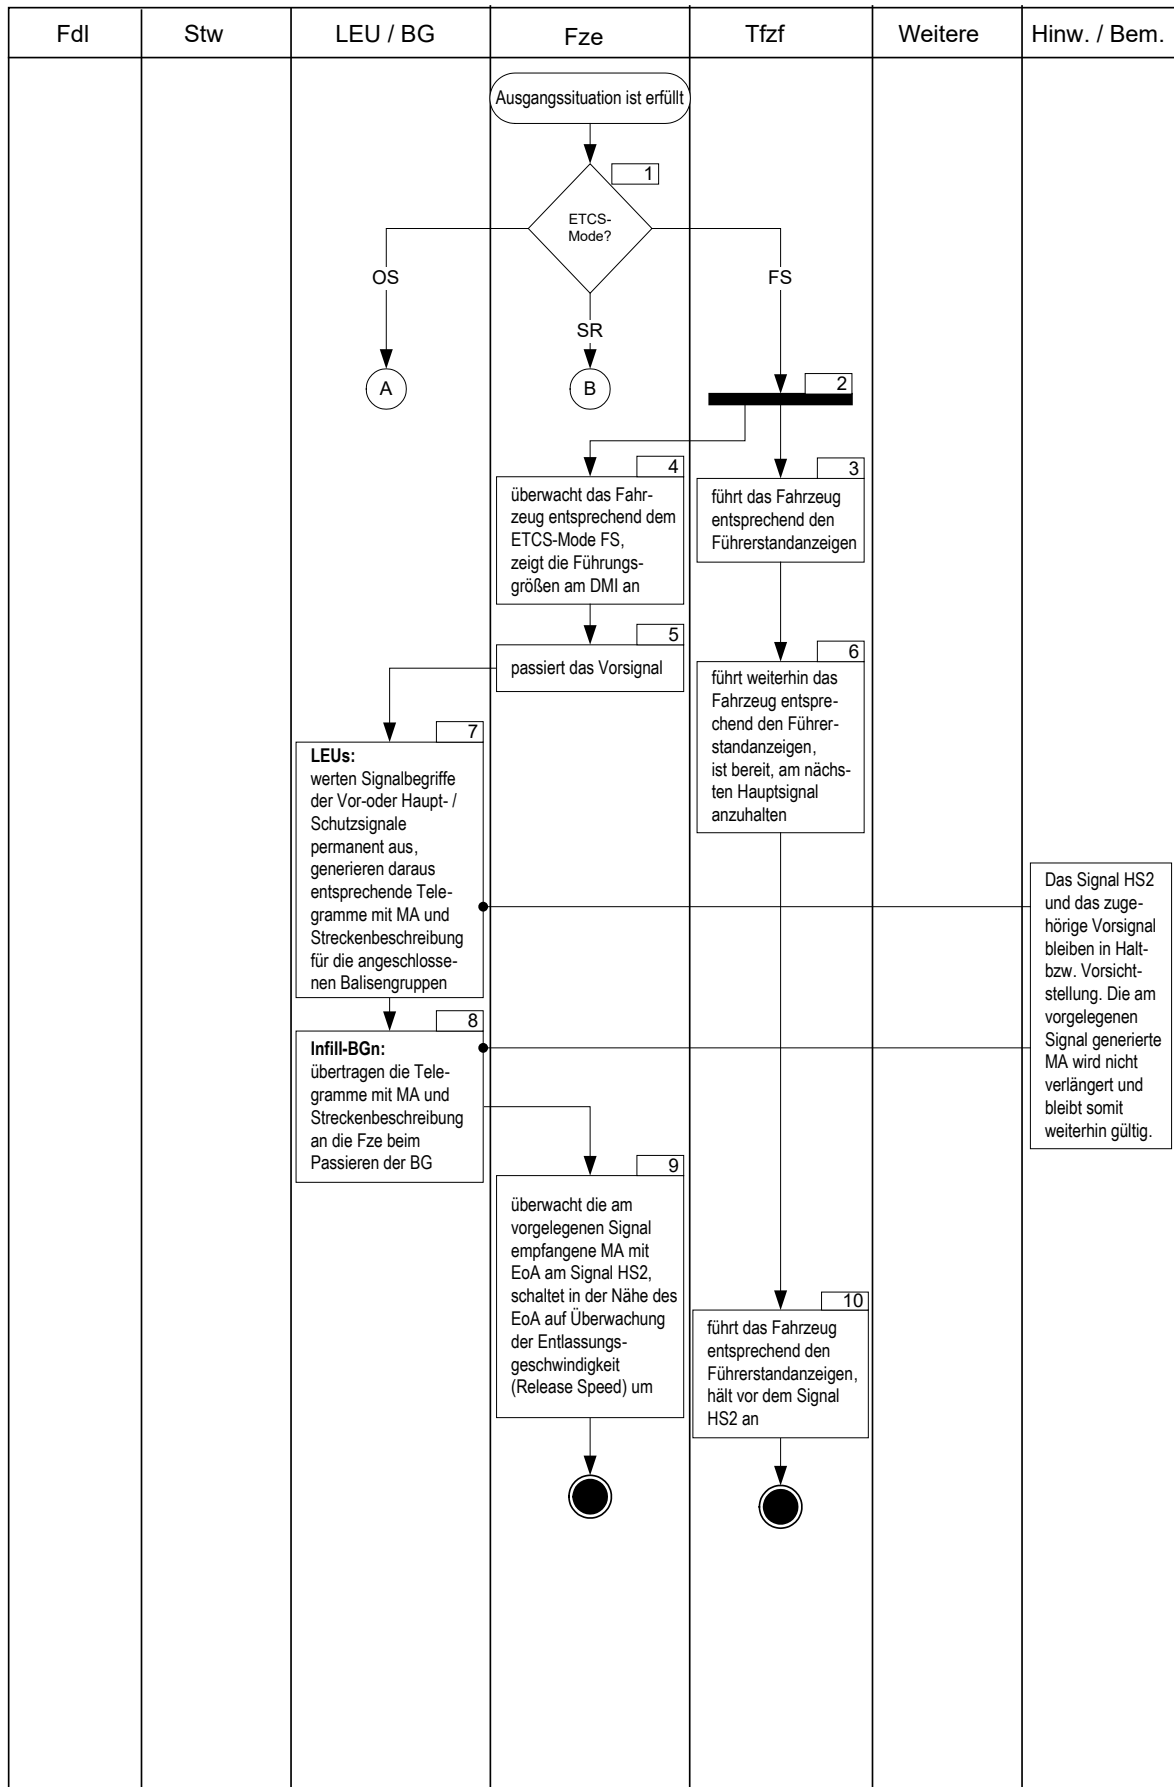 Fdl
Stw
LEU / BG
Fze
Tfzf
Weitere
Hinw. / Bem.
Ausgangssituation ist erfüllt
1
ETCS-
Mode?
OS
SR
FS
A
B
2
4
überwacht das Fahr-
zeug entsprechend dem
ETCS-Mode FS,
zeigt die Führungs-
größen am DMI an
3
führt das Fahrzeug
entsprechend den
Führerstandanzeigen
5
passiert das Vorsignal
6
führt weiterhin das
Fahrzeug entspre-
chend den Führer-
standanzeigen,
ist bereit, am nächs-
ten Hauptsignal
anzuhalten
7
LEUs:
werten Signalbegriffe
der Vor-oder Haupt- /
Schutzsignale
permanent aus,
generieren daraus
entsprechende Tele-
gramme mit MA und
Streckenbeschreibung
für die angeschlosse-
nen Balisengruppen
Das Signal HS2
und das zuge-
hörige Vorsignal
bleiben in Halt-
bzw. Vorsicht-
stellung. Die am
vorgelegenen
Signal generierte
MA wird nicht
verlängert und
bleibt somit
weiterhin gültig.
8
Infill-BGn:
übertragen die Tele-
gramme mit MA und
Streckenbeschreibung
an die Fze beim
Passieren der BG
9
überwacht die am
vorgelegenen Signal
empfangene MA mit
EoA am Signal HS2,
schaltet in der Nähe des
EoA auf Überwachung
der Entlassungs-
geschwindigkeit
(Release Speed) um
10
führt das Fahrzeug
entsprechend den
Führerstandanzeigen,
hält vor dem Signal
HS2 an